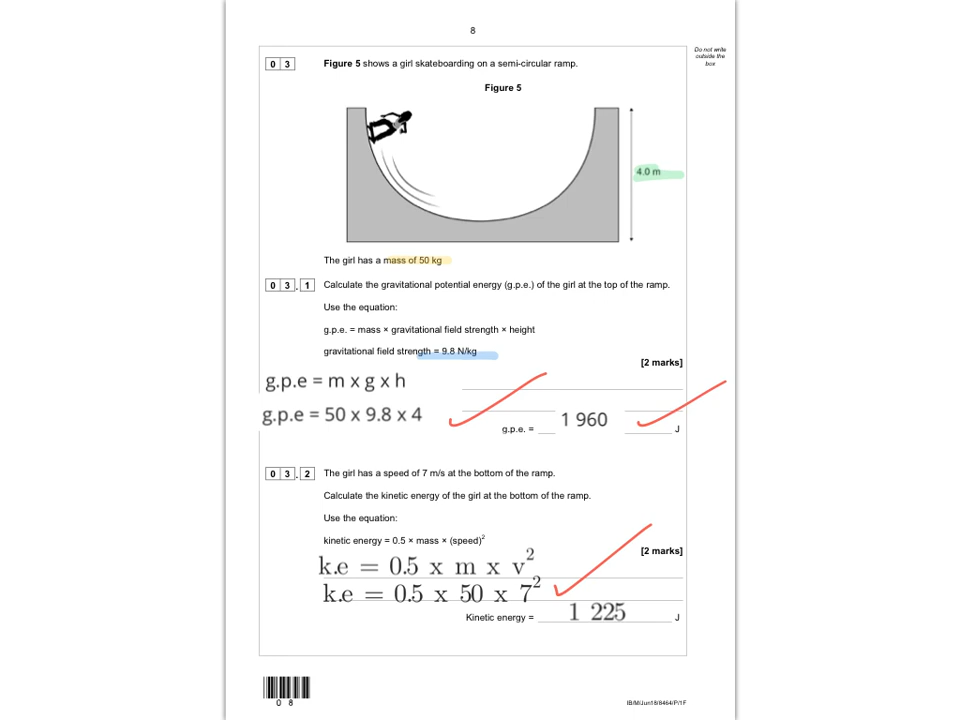 8
Do not write
outside the
box
0 3
Figure 5 shows a girl skateboarding on a semi-circular ramp.
Figure 5
4.0 m
The girl has a mass of 50 kg
0 3 . 1 Calculate the gravitational potential energy (g.p.e.) of the girl at the top of the ramp.
Use the equation:
g.p.e. = mass × gravitational field strength × height
gravitational field strength = 9.8 N/kg
[2 marks]
g.p.e = m x g x h
g.p.e = 50 x 9.8 x 4
g.p.e. = 1 960 J
0 3 . 2 The girl has a speed of 7 m/s at the bottom of the ramp.
Calculate the kinetic energy of the girl at the bottom of the ramp.
Use the equation:
kinetic energy = 0.5 × mass × (speed)²
[2 marks]
k.e = 0.5 x m x v²
k.e = 0.5 x 50 x 7²
Kinetic energy = 1 225 J
0 8
IB/M/Jun18/8464/P/1F